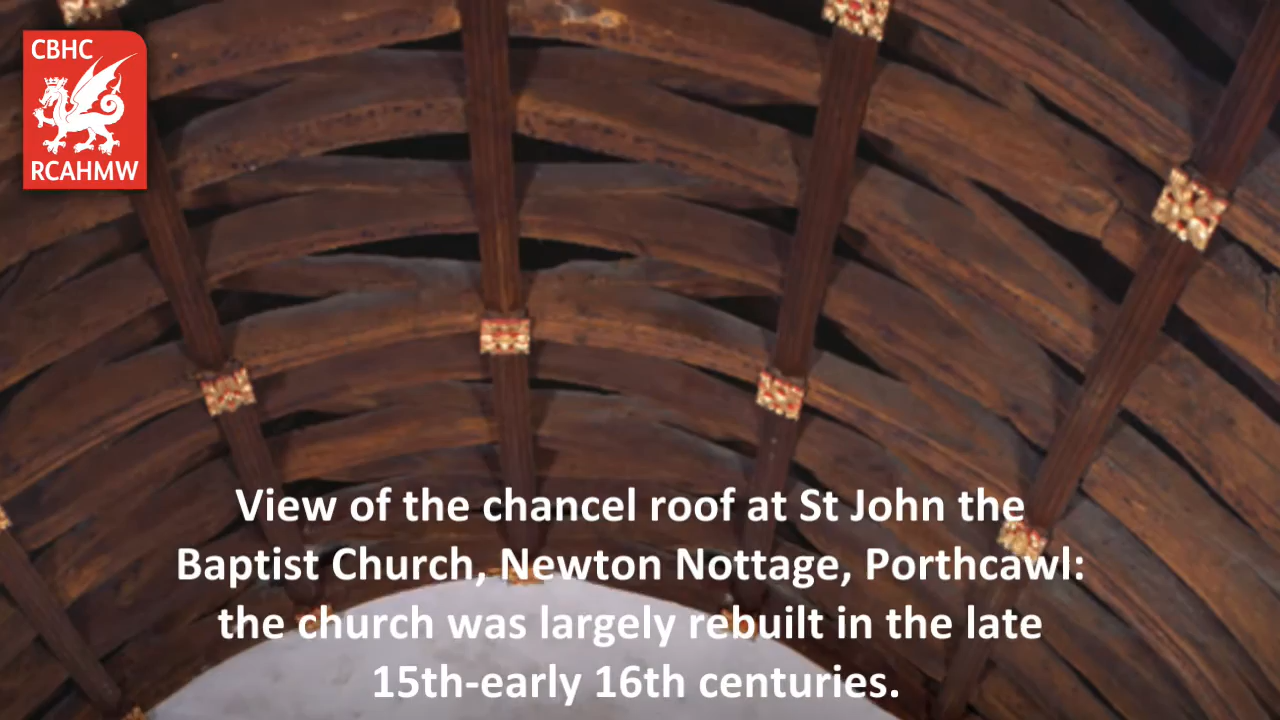 CBHC
RCAHMW
View of the chancel roof at St John the
Baptist Church, Newton Nottage, Porthcawl:
the church was largely rebuilt in the late
15th-early 16th centuries.